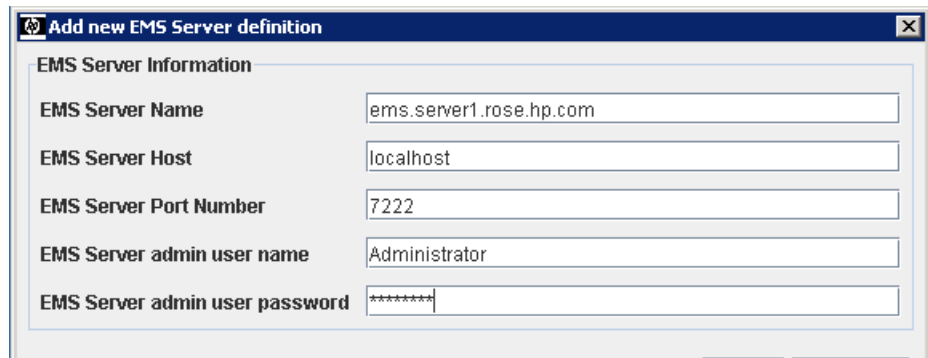 hp Add new EMS Server definition
EMS Server Information
EMS Server Name ems.server1.rose.hp.com
EMS Server Host localhost
EMS Server Port Number 7222
EMS Server admin user name Administrator
EMS Server admin user password ********